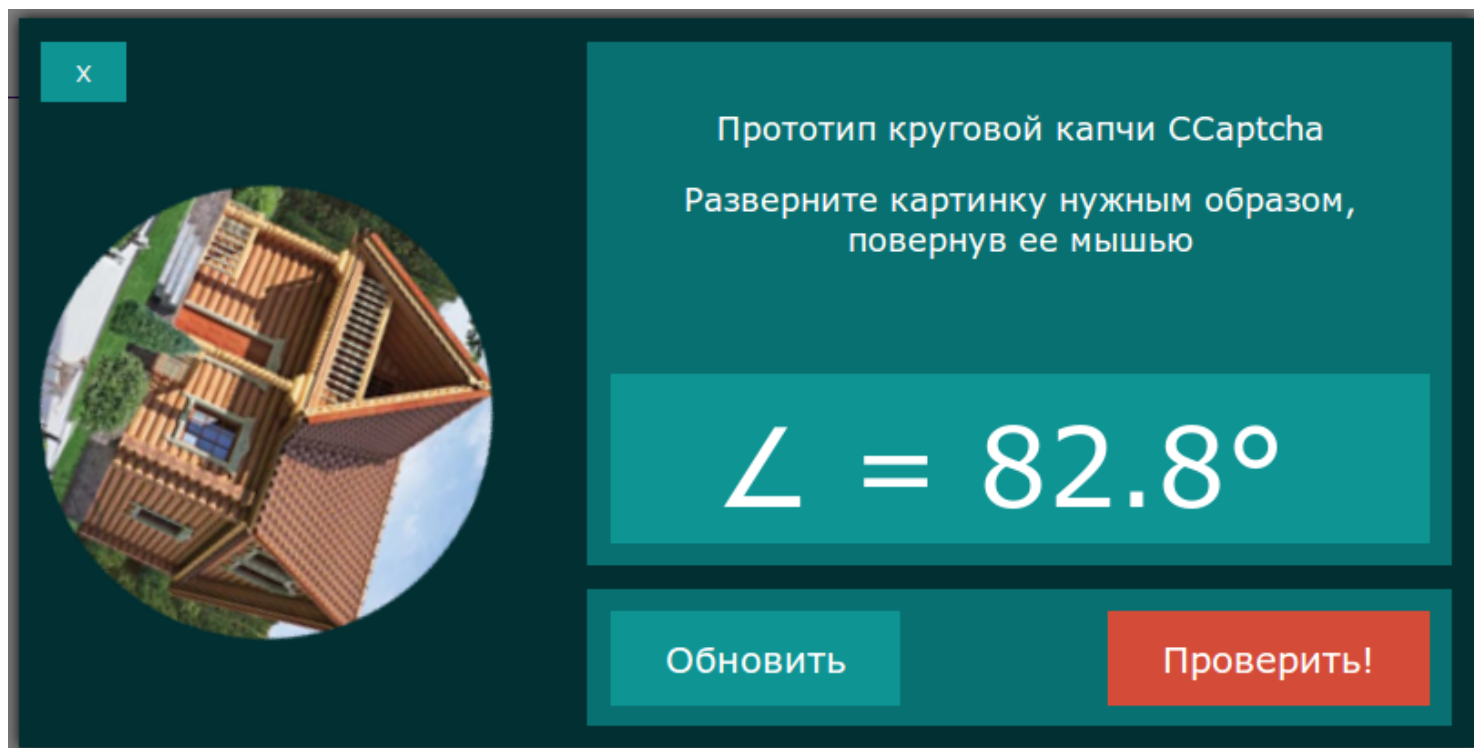 x
Прототип круговой капчи CCaptcha
Разверните картинку нужным образом,
повернув ее мышью
∠ = 82.8°
Обновить
Проверить!